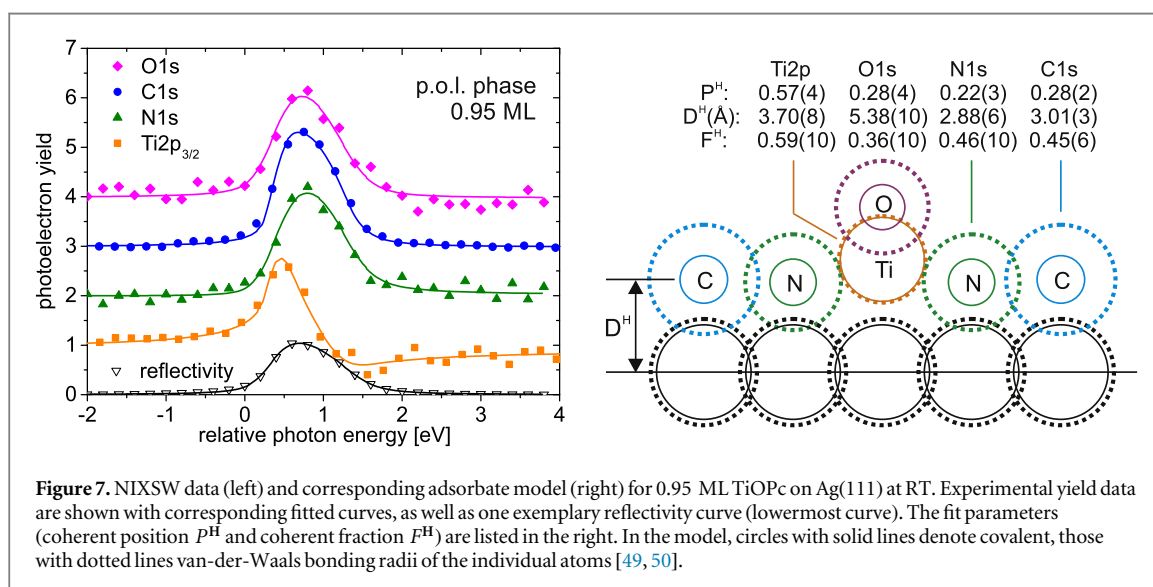 7
6
5
4
3
2
1
0
photoelectron yield
O1s
C1s
N1s
Ti2p3/2
p.o.l. phase
0.95 ML
reflectivity
-2 -1 0 1 2 3 4
relative photon energy [eV]
Ti2p O1s N1s C1s
P^H: 0.57(4) 0.28(4) 0.22(3) 0.28(2)
D^H(Å): 3.70(8) 5.38(10) 2.88(6) 3.01(3)
F^H: 0.59(10) 0.36(10) 0.46(10) 0.45(6)
O
C N Ti N C
D^H
Figure 7. NIXSW data (left) and corresponding adsorbate model (right) for 0.95 ML TiOPc on Ag(111) at RT. Experimental yield data
are shown with corresponding fitted curves, as well as one exemplary reflectivity curve (lowermost curve). The fit parameters
(coherent position P^H and coherent fraction F^H) are listed in the right. In the model, circles with solid lines denote covalent, those
with dotted lines van-der-Waals bonding radii of the individual atoms [49, 50].